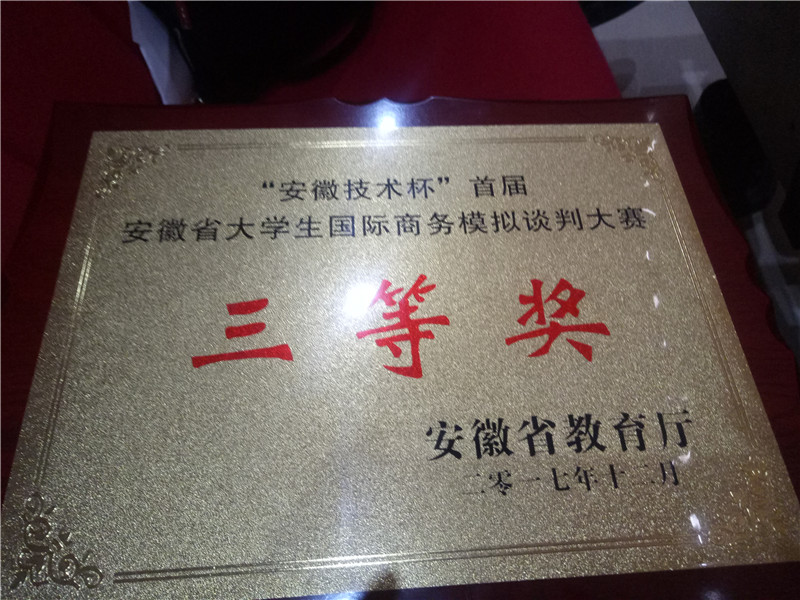 “安徽技术杯”首届
安徽省大学生国际商务模拟谈判大赛
三等奖
安徽省教育厅
二零一七年十二月